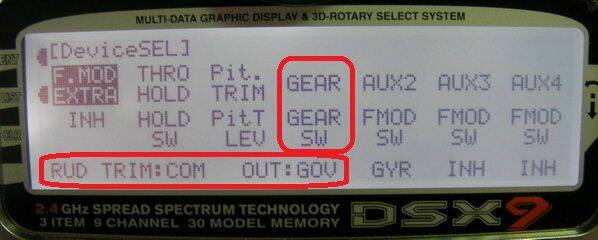 MULTI-DATA GRAPHIC DISPLAY & 3D-ROTARY SELECT SYSTEM
[DeviceSEL]
F.MOD THRO Pit. GEAR AUX2 AUX3 AUX4
EXTRA HOLD TRIM
INH HOLD PitT GEAR FMOD FMOD FMOD
SW LEV SW SW SW SW
RUD TRIM:COM OUT:GOV GYR INH INH
LIST
CLR
2.4 GHz SPREAD SPECTRUM TECHNOLOGY
3 ITEM 9 CHANNEL 30 MODEL MEMORY
DSX9